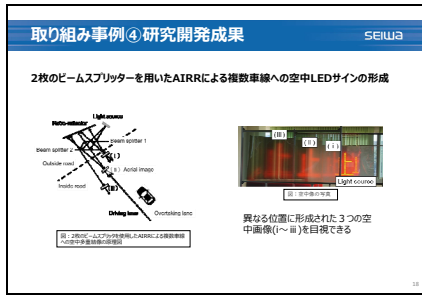 取り組み事例④研究開発成果
SEIWA
2枚のビームスプリッターを用いたAIRRによる複数車線への空中LEDサインの形成
Light source
Retro-reflector
Beam splitter 1
Beam splitter 2
(ⅰ)
Outside road
(ⅱ) Aerial image
Inside road
(ⅲ)
Driving lane
Overtaking lane
図：2枚のビームスプリッタを使用したAIRRによる複数車線
への空中多重結像の原理図
(ⅲ)
(ⅱ)
(ⅰ)
Light source
図：空中像の写真
異なる位置に形成された３つの空
中画像(i～ⅲ)を目視できる
18